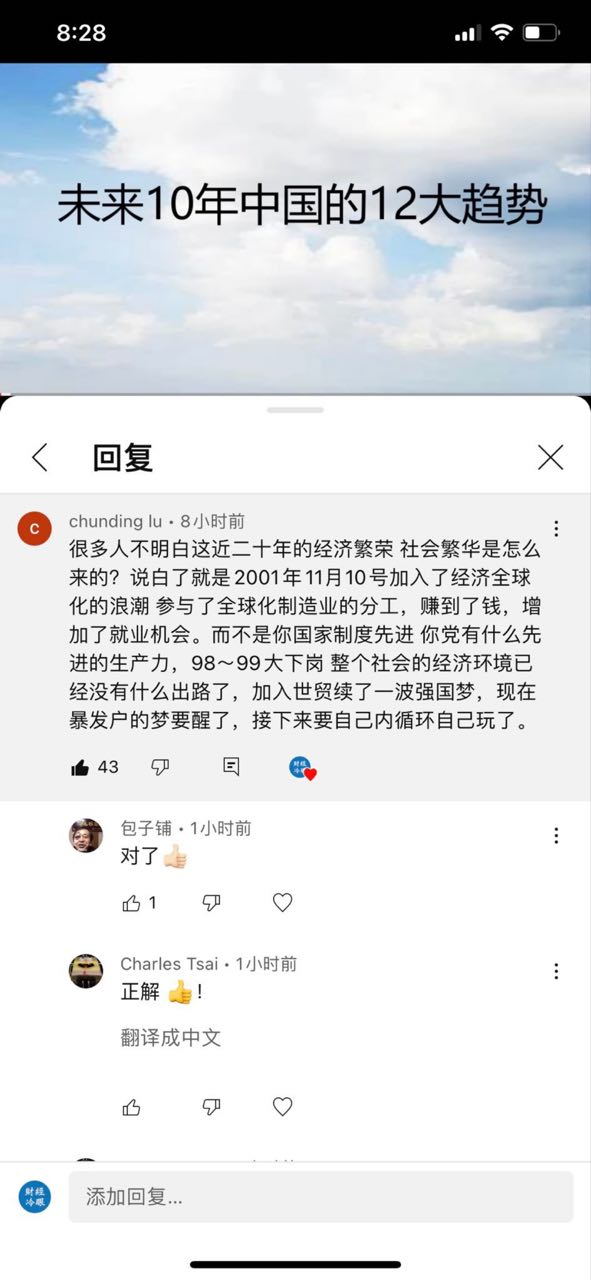 8:28
未来10年中国的12大趋势
回复
C
chunding lu • 8小时前
很多人不明白这近二十年的经济繁荣 社会繁华是怎么
来的？说白了就是2001年11月10号加入了经济全球
化的浪潮 参与了全球化制造业的分工，赚到了钱，增
加了就业机会。而不是你国家制度先进 你党有什么先
进的生产力，98～99大下岗 整个社会的经济环境已
经没有什么出路了，加入世贸续了一波强国梦，现在
暴发户的梦要醒了，接下来要自己内循环自己玩了。
43
财经
冷眼
包子铺 • 1小时前
对了👍🏻
1
Charles Tsai • 1小时前
正解 👍!
翻译成中文
财经
冷眼
添加回复...